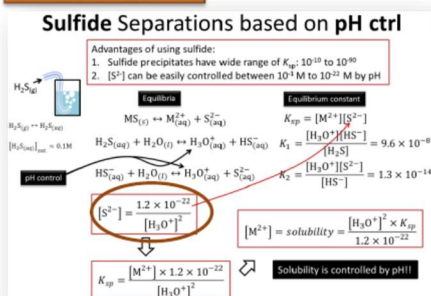 Sulfide Separations based on pH ctrl
Advantages of using sulfide:
1. Sulfide precipitates have wide range of Kₛₚ: 10⁻¹⁰ to 10⁻⁹⁰
2. [S²⁻] can be easily controlled between 10⁻¹ M to 10⁻²² M by pH
H₂S(g)
Equilibria
Equilibrium constant
MS(s) ↔ M²⁺(aq) + S²⁻(aq)
Kₛₚ = [M²⁺][S²⁻]
H₂S(g) ↔ H₂S(aq)
[H₂S(aq)]sat = 0.1M
H₂S(aq) + H₂O(l) ↔ H₃O⁺(aq) + HS⁻(aq)
K₁ = [H₃O⁺][HS⁻] / [H₂S] = 9.6 × 10⁻⁸
pH control
HS⁻(aq) + H₂O(l) ↔ H₃O⁺(aq) + S²⁻(aq)
K₂ = [H₃O⁺][S²⁻] / [HS⁻] = 1.3 × 10⁻¹⁴
[S²⁻] = 1.2 × 10⁻²² / [H₃O⁺]²
[M²⁺] = solubility = [H₃O⁺]² × Kₛₚ / 1.2 × 10⁻²²
Kₛₚ = [M²⁺] × 1.2 × 10⁻²² / [H₃O⁺]²
Solubility is controlled by pH!!